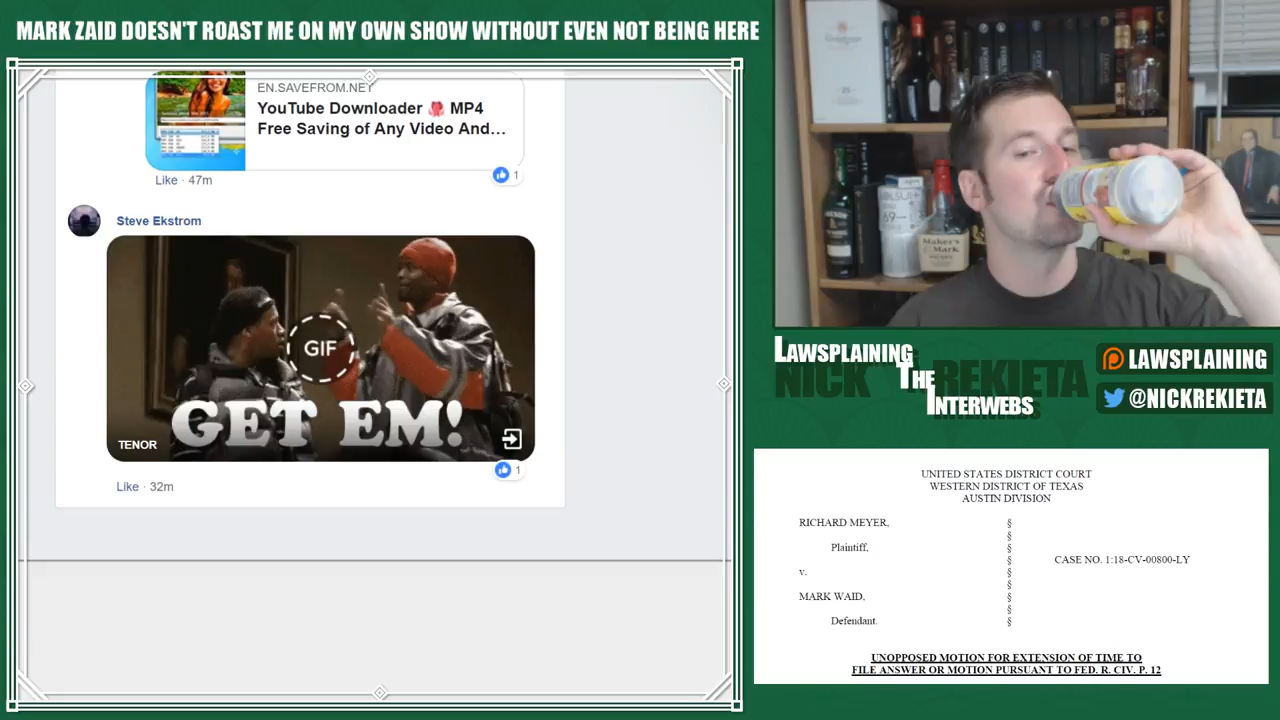 MARK ZAID DOESN'T ROAST ME ON MY OWN SHOW WITHOUT EVEN NOT BEING HERE
EN.SAVEFROM.NET
YouTube Downloader 🐙 MP4
Free Saving of Any Video And…
Like · 47m
1
Steve Ekstrom
GIF
GET EM!
TENOR
1
Like · 32m
Maker's
Mark
LAWSPLAINING
THE
INTERWEBS
NICK REKIETA
LAWSPLAINING
@NICKREKIETA
UNITED STATES DISTRICT COURT
WESTERN DISTRICT OF TEXAS
AUSTIN DIVISION
RICHARD MEYER,
Plaintiff,
v.
MARK WAID,
Defendant.
§
§
§
§
§
§
§
§
§
CASE NO. 1:18-CV-00800-LY
UNOPPOSED MOTION FOR EXTENSION OF TIME TO
FILE ANSWER OR MOTION PURSUANT TO FED. R. CIV. P. 12